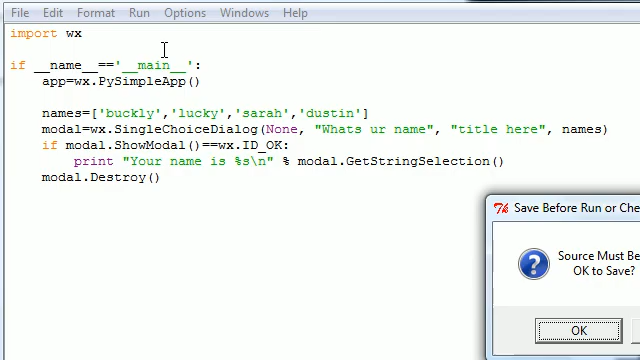 File Edit Format Run Options Windows Help
import wx
if __name__=='__main__':
app=wx.PySimpleApp()
names=['buckly','lucky','sarah','dustin']
modal=wx.SingleChoiceDialog(None, "Whats ur name", "title here", names)
if modal.ShowModal()==wx.ID_OK:
print "Your name is %s\n" % modal.GetStringSelection()
modal.Destroy()
Save Before Run or Che
Source Must Be
OK to Save?
OK